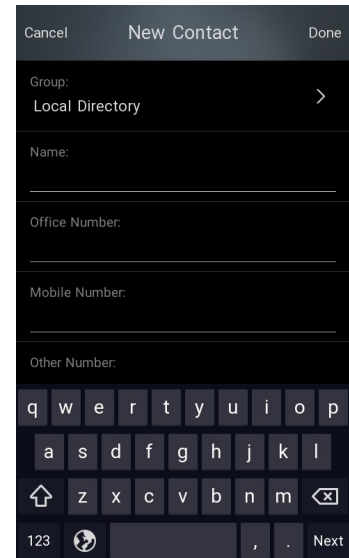 Cancel New Contact Done
Group:
Local Directory
Name:
Office Number:
Mobile Number:
Other Number:
q w e r t y u i o p
a s d f g h j k l
z x c v b n m
123 , . Next